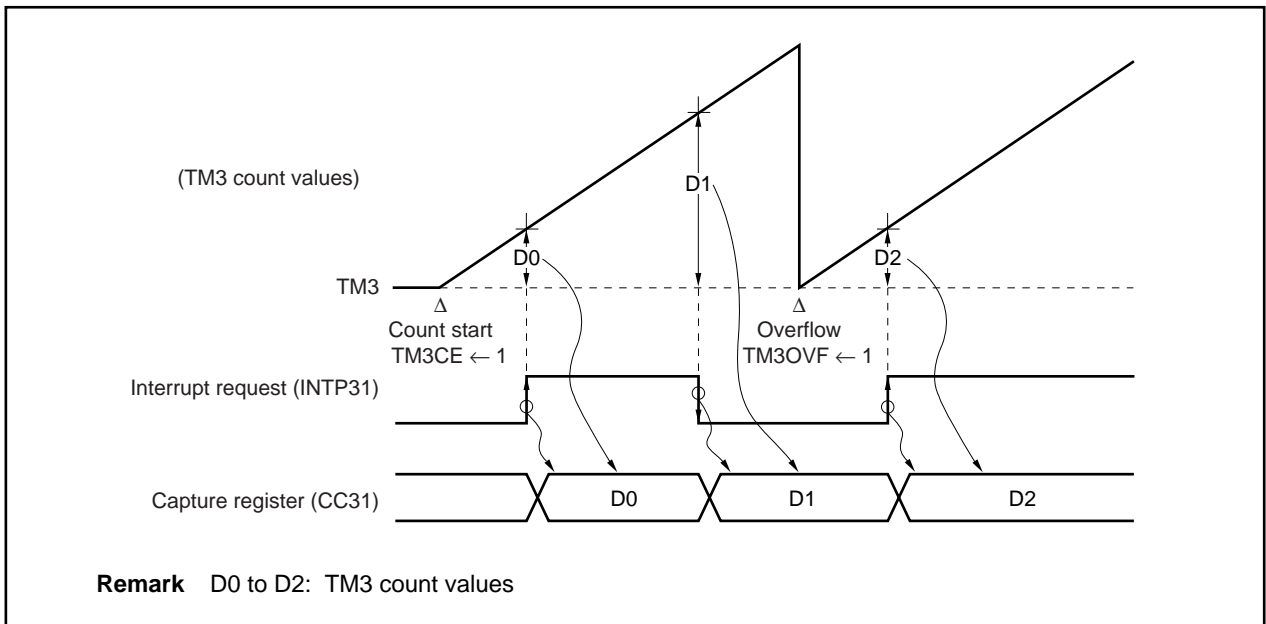 (TM3 count values)
D1
D0
D2
TM3
Δ
Count start
TM3CE ← 1
Δ
Overflow
TM3OVF ← 1
Interrupt request (INTP31)
Capture register (CC31)
D0
D1
D2
Remark D0 to D2: TM3 count values